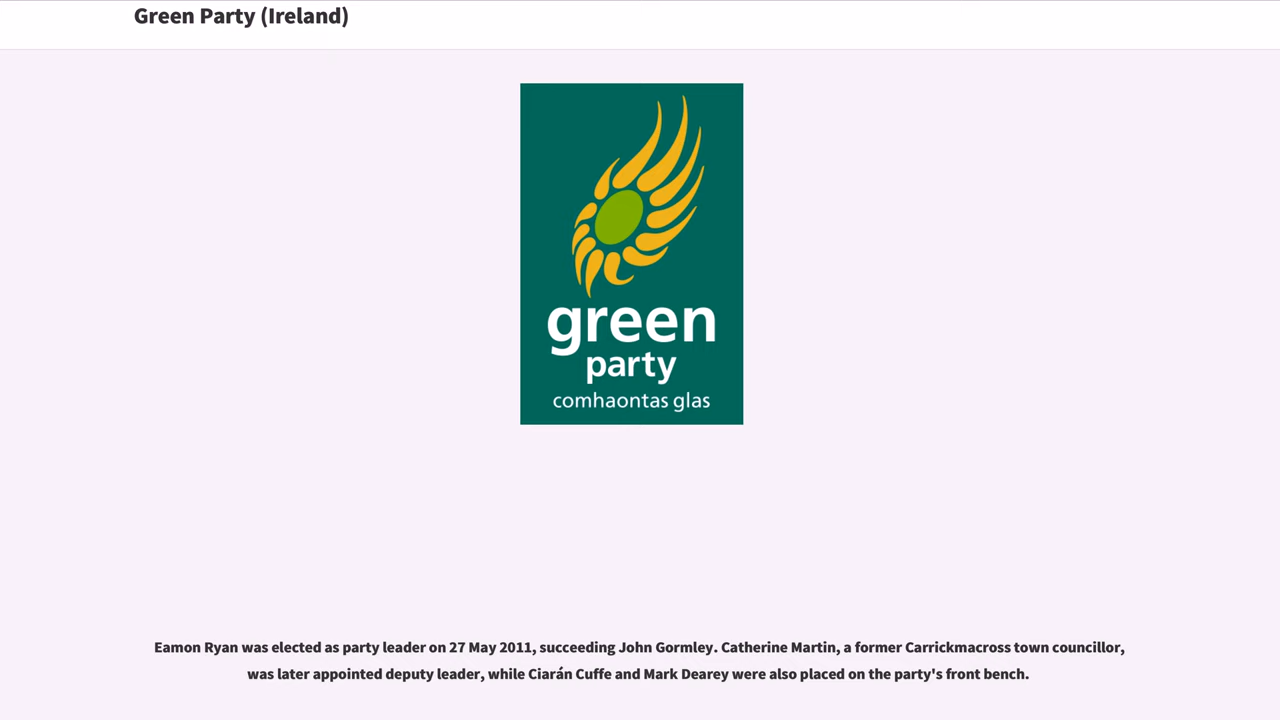 Green Party (Ireland)
green
party
comhaontas glas
Eamon Ryan was elected as party leader on 27 May 2011, succeeding John Gormley. Catherine Martin, a former Carrickmacross town councillor,
was later appointed deputy leader, while Ciarán Cuffe and Mark Dearey were also placed on the party's front bench.